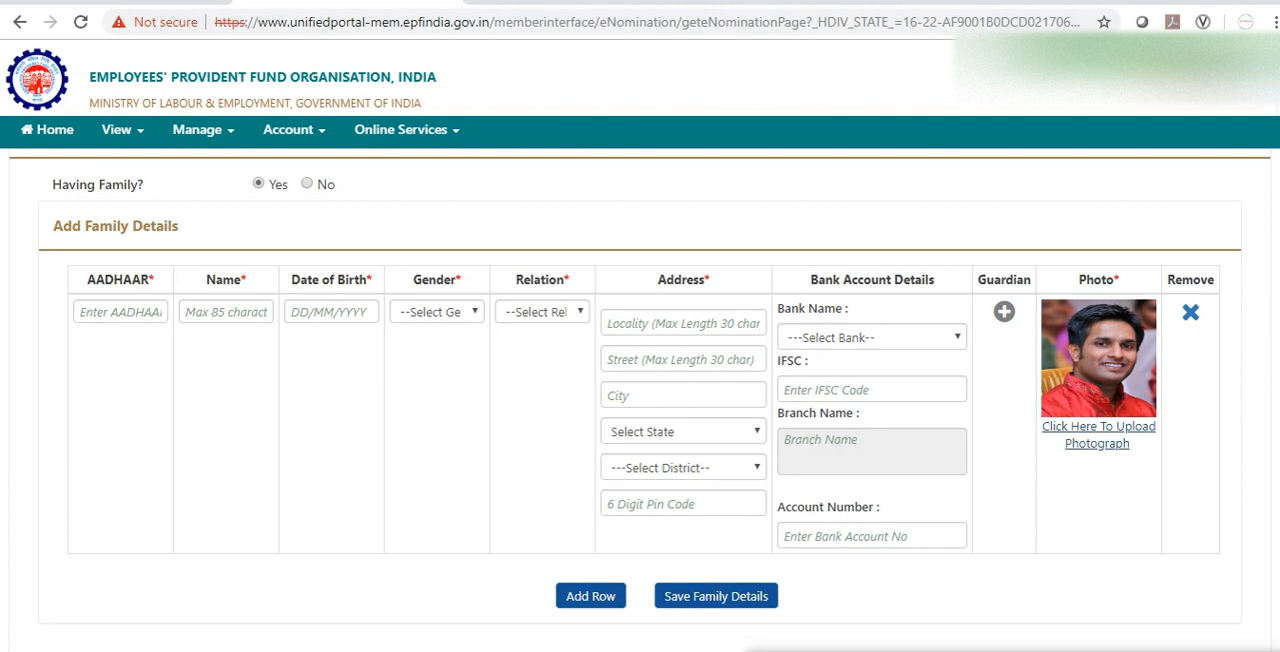 Not secure | https://www.unifiedportal-mem.epfindia.gov.in/memberinterface/eNomination/geteNominationPage?_HDIV_STATE_=16-22-AF9001B0DCD021706...
EMPLOYEES' PROVIDENT FUND ORGANISATION, INDIA
MINISTRY OF LABOUR & EMPLOYMENT, GOVERNMENT OF INDIA
Home View Manage Account Online Services
Having Family? Yes No
Add Family Details
AADHAAR* Name* Date of Birth* Gender* Relation* Address* Bank Account Details Guardian Photo* Remove
Enter AADHAA Max 85 charact DD/MM/YYYY --Select Ge --Select Rel
Locality (Max Length 30 char
Street (Max Length 30 char)
City
Select State
---Select District--
6 Digit Pin Code
Bank Name :
---Select Bank--
IFSC :
Enter IFSC Code
Branch Name :
Branch Name
Account Number :
Enter Bank Account No
Click Here To Upload
Photograph
Add Row Save Family Details